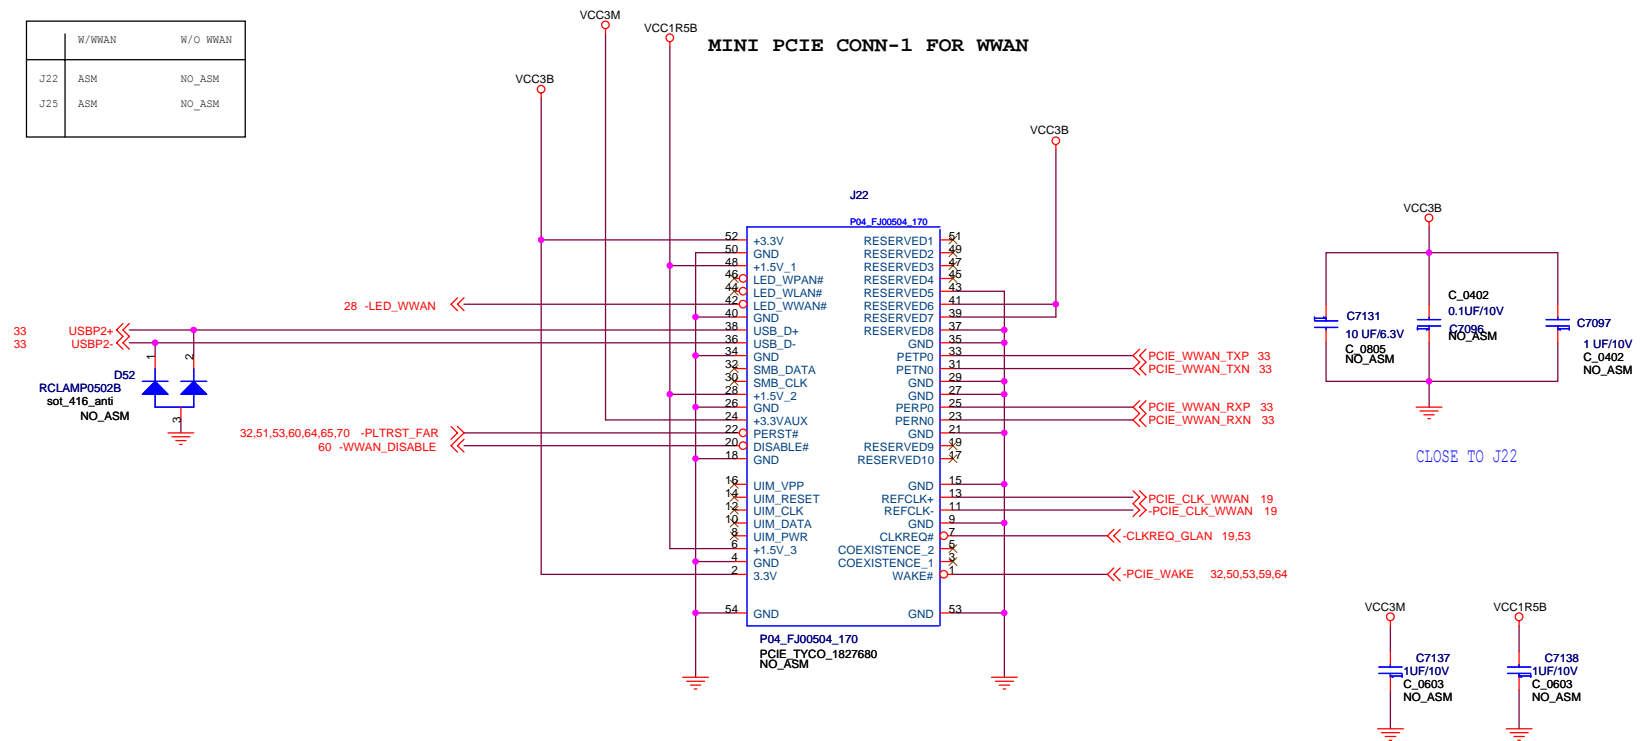 W/WWAN W/O WWAN
J22 ASM NO_ASM
J25 ASM NO_ASM
MINI PCIE CONN-1 FOR WWAN
VCC3M
VCC1R5B
VCC3B
VCC3B
J22
P04_FJ00504_170
52 +3.3V RESERVED1 51
50 GND RESERVED2 49
48 +1.5V_1 RESERVED3 47
46 LED_WPAN# RESERVED4 45
44 LED_WLAN# RESERVED5 43
28 -LED_WWAN 42 LED_WWAN# RESERVED6 41
40 GND RESERVED7 39
33 USBP2+ 38 USB_D+ RESERVED8 37
33 USBP2- 36 USB_D- GND 35
34 GND PETP0 33 PCIE_WWAN_TXP 33
32 SMB_DATA PETN0 31 PCIE_WWAN_TXN 33
30 SMB_CLK GND 29
28 +1.5V_2 GND 27
26 GND PERP0 25 PCIE_WWAN_RXP 33
24 +3.3VAUX PERN0 23 PCIE_WWAN_RXN 33
32,51,53,60,64,65,70 -PLTRST_FAR 22 PERST# GND 21
60 -WWAN_DISABLE 20 DISABLE# RESERVED9 19
18 GND RESERVED10 17
16 UIM_VPP GND 15
14 UIM_RESET REFCLK+ 13 PCIE_CLK_WWAN 19
12 UIM_CLK REFCLK- 11 -PCIE_CLK_WWAN 19
10 UIM_DATA GND 9
8 UIM_PWR CLKREQ# 7 -CLKREQ_GLAN 19,53
6 +1.5V_3 COEXISTENCE_2 5
4 GND COEXISTENCE_1 3
2 3.3V WAKE# 1 -PCIE_WAKE 32,50,53,59,64
54 GND GND 53
P04_FJ00504_170
PCIE_TYCO_1827680
NO_ASM
1 2
D52
RCLAMP0502B
sot_416_anti
NO_ASM
3
VCC3B
C7131
10 UF/6.3V
C_0805
NO_ASM
C_0402
0.1UF/10V
C7096
NO_ASM
C7097
1 UF/10V
C_0402
NO_ASM
CLOSE TO J22
VCC3M
C7137
1UF/10V
C_0603
NO_ASM
VCC1R5B
C7138
1UF/10V
C_0603
NO_ASM